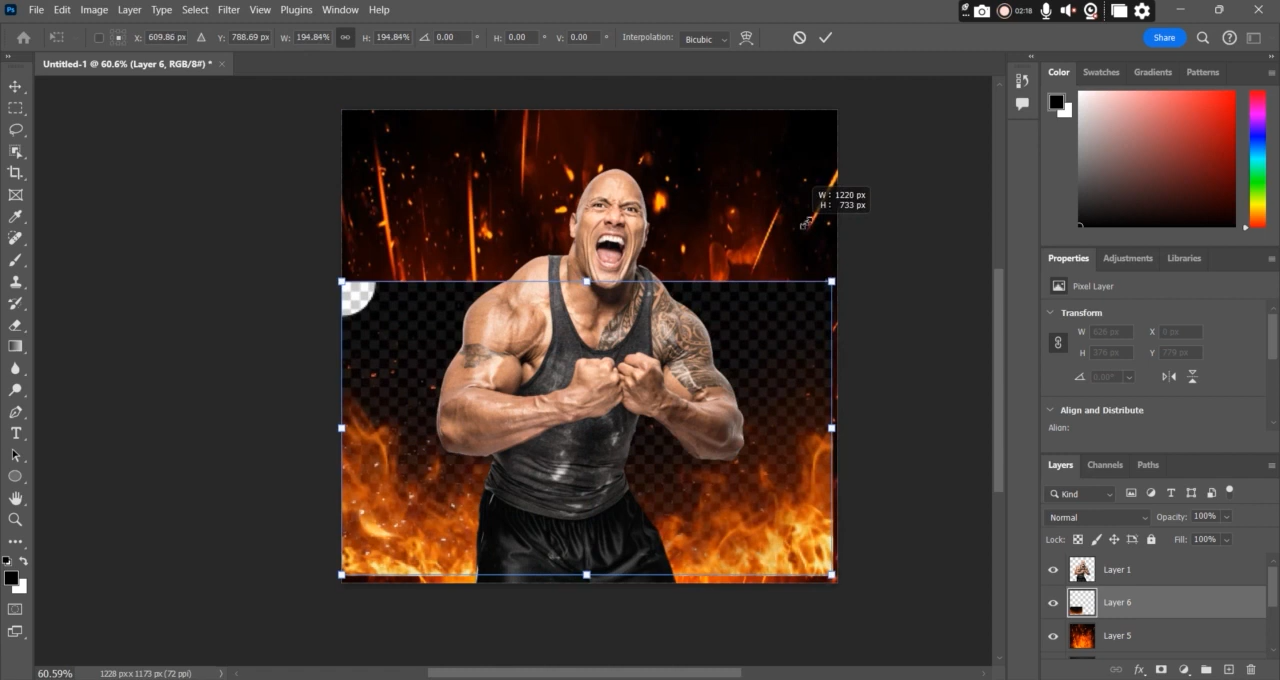 Ps File Edit Image Layer Type Select Filter View Plugins Window Help 02:18
X: 609.86 px Y: 788.69 px W: 194.84% H: 194.84% 0.00 ° H: 0.00 ° V: 0.00 ° Interpolation: Bicubic Share
Untitled-1 @ 60.6% (Layer 6, RGB/8#) * ×
Color Swatches Gradients Patterns
W: 1220 px
H: 733 px
Properties Adjustments Libraries
Pixel Layer
Transform
W 626 px X 0 px
H 376 px Y 779 px
0.00°
Align and Distribute
Align:
Layers Channels Paths
Kind
Normal Opacity: 100%
Lock: Fill: 100%
Layer 1
Layer 6
Layer 5
60.59% 1228 px x 1173 px (72 ppi)